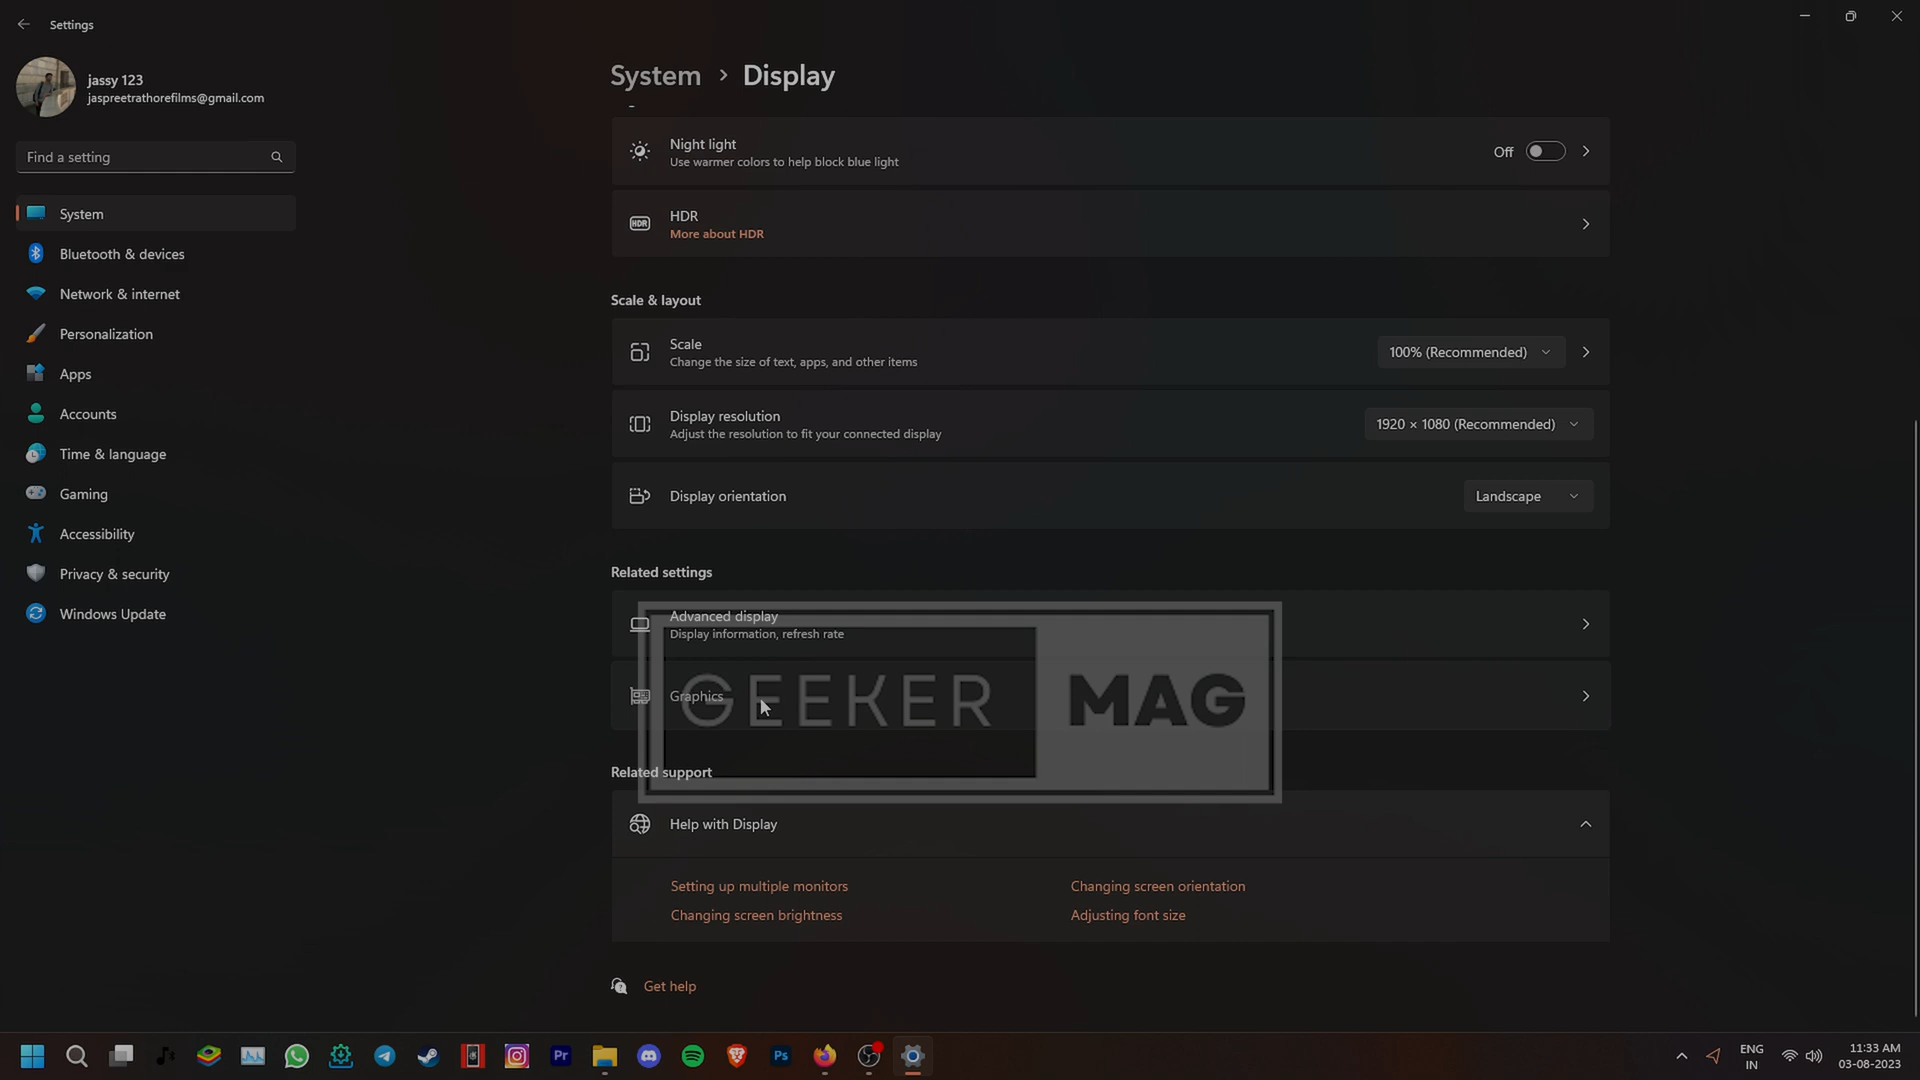 Settings
jassy 123
jaspreetrathorefilms@gmail.com
Find a setting
System
Bluetooth & devices
Network & internet
Personalization
Apps
Accounts
Time & language
Gaming
Accessibility
Privacy & security
Windows Update
System > Display
Night light
Use warmer colors to help block blue light
Off
HDR
HDR
More about HDR
Scale & layout
Scale
Change the size of text, apps, and other items
100% (Recommended)
Display resolution
Adjust the resolution to fit your connected display
1920 × 1080 (Recommended)
Display orientation
Landscape
Related settings
Advanced display
Display information, refresh rate
Graphics
GEEKER MAG
Related support
Help with Display
Setting up multiple monitors
Changing screen orientation
Changing screen brightness
Adjusting font size
Get help
Pr
Ps
ENG
IN
11:33 AM
03-08-2023